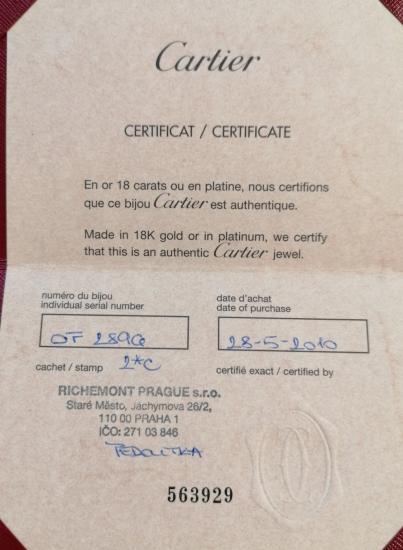 Cartier
CERTIFICAT / CERTIFICATE
En or 18 carats ou en platine, nous certifions
que ce bijou Cartier est authentique.
Made in 18K gold or in platinum, we certify
that this is an authentic Cartier jewel.
numéro du bijou
individual serial number
date d'achat
date of purchase
28-5-2010
cachet / stamp
certifié exact / certified by
RICHEMONT PRAGUE s.r.o.
Staré Město, Jáchymova 26/2,
110 00 PRAHA 1
IČO: 271 03 846
563929